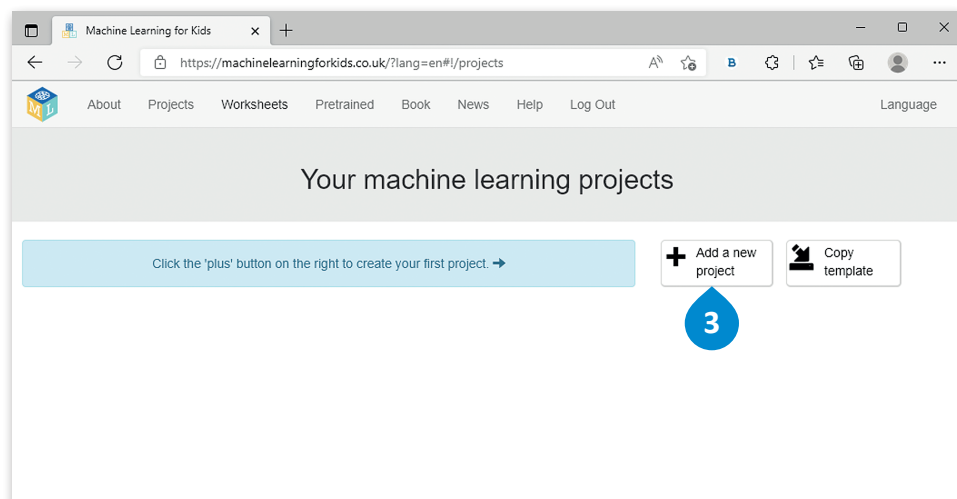 Machine Learning for Kids
https://machinelearningforkids.co.uk/?lang=en#!/projects
B
M L
About Projects Worksheets Pretrained Book News Help Log Out Language
Your machine learning projects
Click the 'plus' button on the right to create your first project.
Add a new
project
Copy
template
3